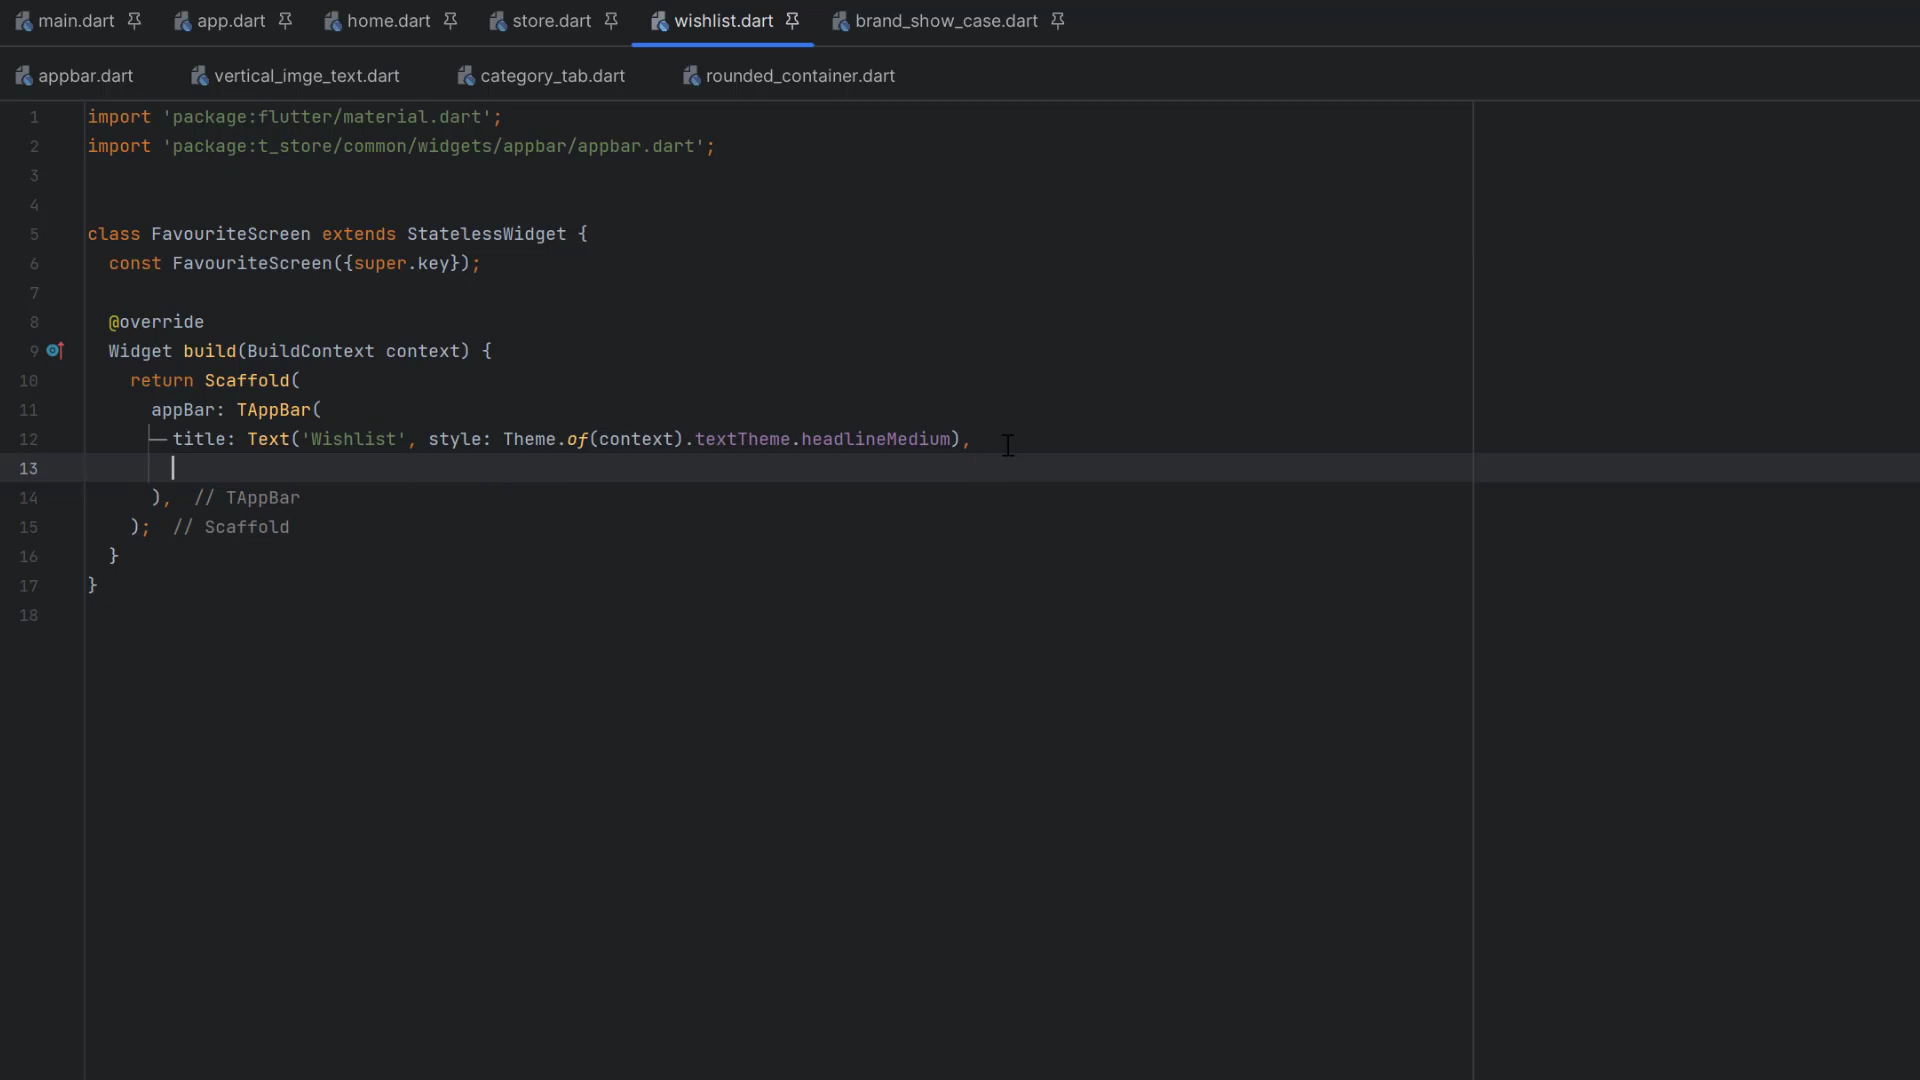 main.dart app.dart home.dart store.dart wishlist.dart brand_show_case.dart
appbar.dart vertical_imge_text.dart category_tab.dart rounded_container.dart
1 import 'package:flutter/material.dart';
2 import 'package:t_store/common/widgets/appbar/appbar.dart';
3
4
5 class FavouriteScreen extends StatelessWidget {
6 const FavouriteScreen({super.key});
7
8 @override
9 Widget build(BuildContext context) {
10 return Scaffold(
11 appBar: TAppBar(
12 title: Text('Wishlist', style: Theme.of(context).textTheme.headlineMedium),
13
14 ), // TAppBar
15 ); // Scaffold
16 }
17 }
18